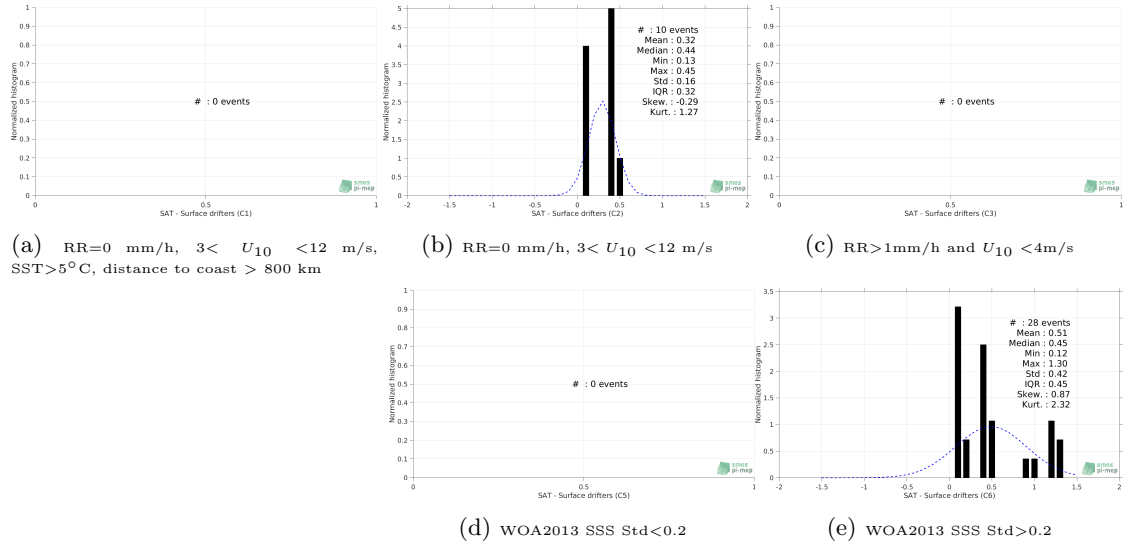 1
0.9
0.8
0.7
0.6
0.5
0.4
0.3
0.2
0.1
0
Normalized histogram
# : 0 events
smos
pi-mep
0 0.5 1
SAT - Surface drifters (C1)
5
4.5
4
3.5
3
2.5
2
1.5
1
0.5
0
Normalized histogram
# : 10 events
Mean : 0.32
Median : 0.44
Min : 0.13
Max : 0.45
Std : 0.16
IQR : 0.32
Skew. : -0.29
Kurt. : 1.27
smos
pi-mep
-2 -1.5 -1 -0.5 0 0.5 1 1.5 2
SAT - Surface drifters (C2)
1
0.9
0.8
0.7
0.6
0.5
0.4
0.3
0.2
0.1
0
Normalized histogram
# : 0 events
smos
pi-mep
0 0.5 1
SAT - Surface drifters (C3)
(a) RR=0 mm/h, 3< U10 <12 m/s,
SST>5°C, distance to coast > 800 km
(b) RR=0 mm/h, 3< U10 <12 m/s
(c) RR>1mm/h and U10 <4m/s
1
0.9
0.8
0.7
0.6
0.5
0.4
0.3
0.2
0.1
0
Normalized histogram
# : 0 events
smos
pi-mep
0 0.5 1
SAT - Surface drifters (C5)
3.5
3
2.5
2
1.5
1
0.5
0
Normalized histogram
# : 28 events
Mean : 0.51
Median : 0.45
Min : 0.12
Max : 1.30
Std : 0.42
IQR : 0.45
Skew. : 0.87
Kurt. : 2.32
smos
pi-mep
-2 -1.5 -1 -0.5 0 0.5 1 1.5 2
SAT - Surface drifters (C6)
(d) WOA2013 SSS Std<0.2
(e) WOA2013 SSS Std>0.2